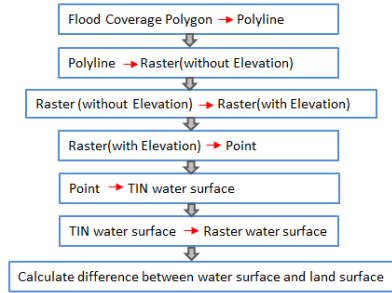 Flood Coverage Polygon → Polyline
Polyline → Raster(without Elevation)
Raster (without Elevation) → Raster(with Elevation)
Raster(with Elevation) → Point
Point → TIN water surface
TIN water surface → Raster water surface
Calculate difference between water surface and land surface